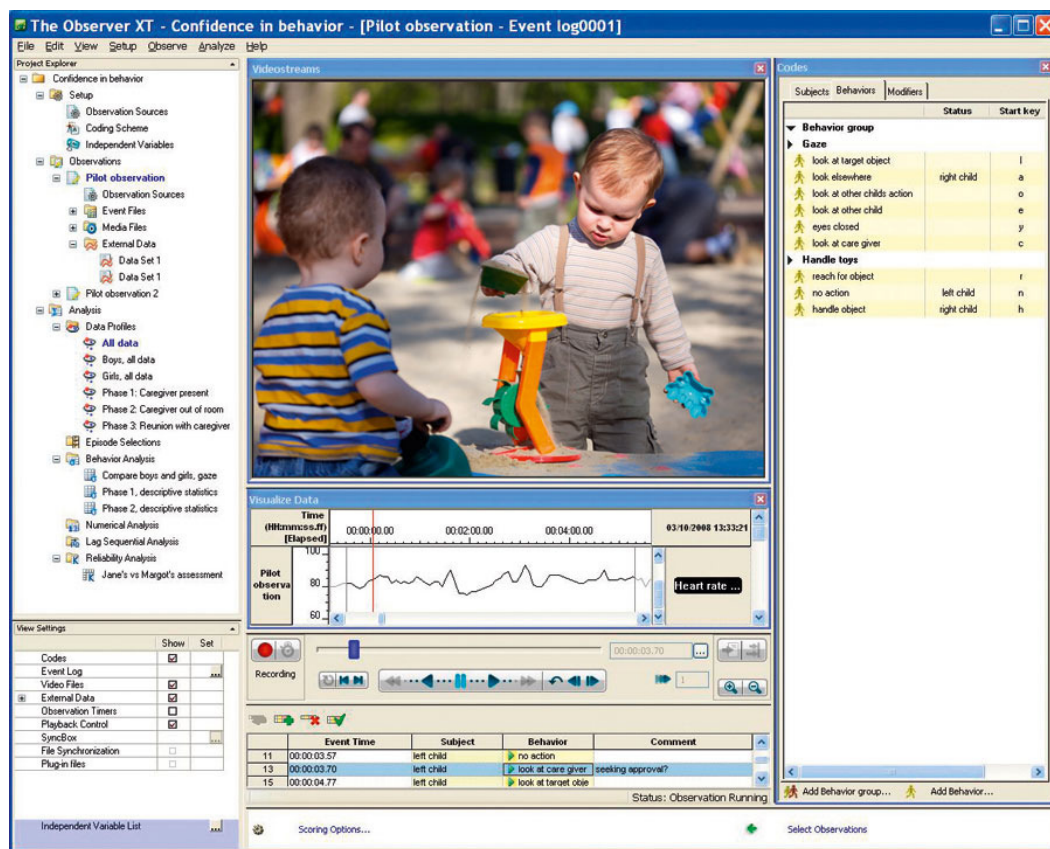 The Observer XT - Confidence in behavior - [Pilot observation - Event log0001]
File Edit View Setup Observe Analyze Help
Project Explorer
Confidence in behavior
Setup
Observation Sources
Coding Scheme
Independent Variables
Observations
Pilot observation
Observation Sources
Event Files
Media Files
External Data
Data Set 1
Data Set 1
Pilot observation 2
Analysis
Data Profiles
All data
Boys, all data
Girls, all data
Phase 1: Caregiver present
Phase 2: Caregiver out of room
Phase 3: Reunion with caregiver
Episode Selections
Behavior Analysis
Compare boys and girls, gaze
Phase 1, descriptive statistics
Phase 2, descriptive statistics
Numerical Analysis
Lag Sequential Analysis
Reliability Analysis
Jane's vs Margot's assessment
View Settings
Show Set
Codes
Event Log ...
Video Files
External Data
Observation Timers
Playback Control
SyncBox ...
File Synchronization
Plug-in files
Independent Variable List ...
Videostreams
Visualize Data
Time
(HH:mm:ss.ff)
[Elapsed]
00:00:00.00 00:02:00.00 00:04:00.00 03/10/2008 13:33:21
Pilot
observa
tion
100
80
60
Heart rate ...
Recording
00:00:03.70 ...
1
Event Time Subject Behavior Comment
11 00:00:03.57 left child no action
13 00:00:03.70 left child look at care giver seeking approval?
15 00:00:04.77 left child look at target obje
Status: Observation Running
Scoring Options... Select Observations
Codes
Subjects Behaviors Modifiers
Status Start key
Behavior group
Gaze
look at target object l
look elsewhere right child a
look at other childs action o
look at other child e
eyes closed y
look at care giver c
Handle toys
reach for object r
no action left child n
handle object right child h
Add Behavior group... Add Behavior...